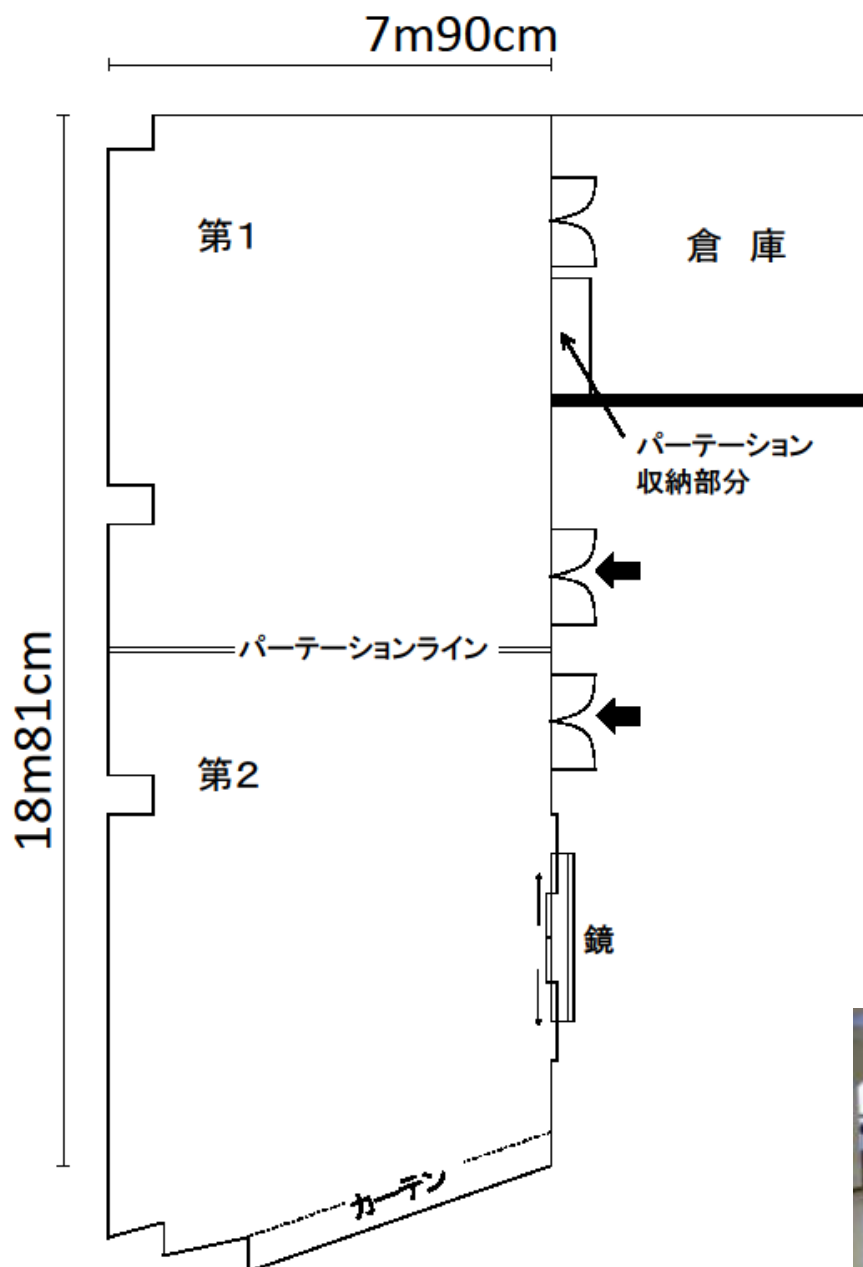 7m90cm
第1
倉 庫
パーテーション
収納部分
パーテーションライン
18m81cm
第2
鏡
カーテン